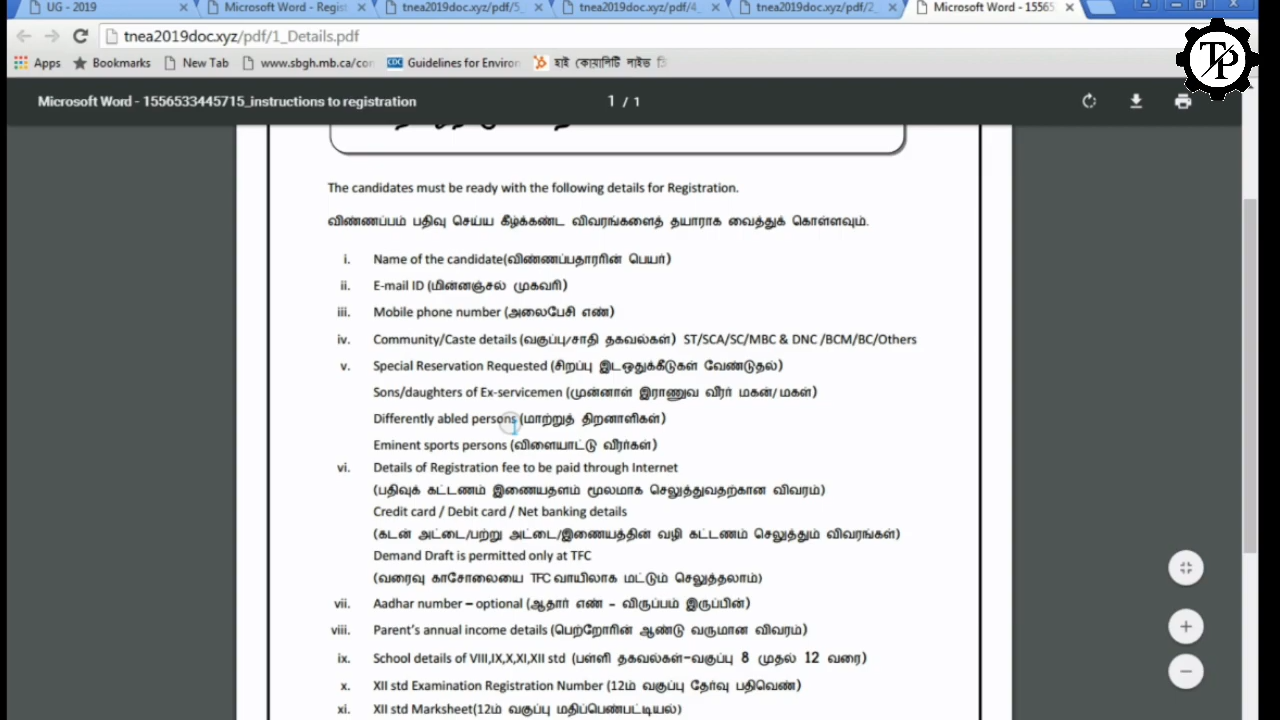 UG - 2019
Microsoft Word - Regist
tnea2019doc.xyz/pdf/5_
tnea2019doc.xyz/pdf/4_
tnea2019doc.xyz/pdf/2_
Microsoft Word - 15565
tnea2019doc.xyz/pdf/1_Details.pdf
TP
Apps
Bookmarks
New Tab
www.sbgh.mb.ca/con
CDC Guidelines for Environ
হাই কোয়ালিটি লাইভ
Microsoft Word - 1556533445715_instructions to registration
1 / 1
The candidates must be ready with the following details for Registration.
விண்ணப்பம் பதிவு செய்ய கீழ்க்கண்ட விவரங்களைத் தயாராக வைத்துக் கொள்ளவும்.
i. Name of the candidate(விண்ணப்பதாரரின் பெயர்)
ii. E-mail ID (மின்னஞ்சல் முகவரி)
iii. Mobile phone number (அலைபேசி எண்)
iv. Community/Caste details (வகுப்பு/சாதி தகவல்கள்) ST/SCA/SC/MBC & DNC /BCM/BC/Others
v. Special Reservation Requested (சிறப்பு இடஒதுக்கீடுகள் வேண்டுதல்)
Sons/daughters of Ex-servicemen (முன்னாள் இராணுவ வீரர் மகன்/மகள்)
Differently abled persons (மாற்றுத் திறனாளிகள்)
Eminent sports persons (விளையாட்டு வீரர்கள்)
vi. Details of Registration fee to be paid through Internet
(பதிவுக் கட்டணம் இணையதளம் மூலமாக செலுத்துவதற்கான விவரம்)
Credit card / Debit card / Net banking details
(கடன் அட்டை/பற்று அட்டை/இணையத்தின் வழி கட்டணம் செலுத்தும் விவரங்கள்)
Demand Draft is permitted only at TFC
(வரைவு காசோலையை TFC வாயிலாக மட்டும் செலுத்தலாம்)
vii. Aadhar number – optional (ஆதார் எண் - விருப்பம் இருப்பின்)
viii. Parent's annual income details (பெற்றோரின் ஆண்டு வருமான விவரம்)
ix. School details of VIII,IX,X,XI,XII std (பள்ளி தகவல்கள்-வகுப்பு 8 முதல் 12 வரை)
x. XII std Examination Registration Number (12ம் வகுப்பு தேர்வு பதிவெண்)
xi. XII std Marksheet(12ம் வகுப்பு மதிப்பெண்பட்டியல்)